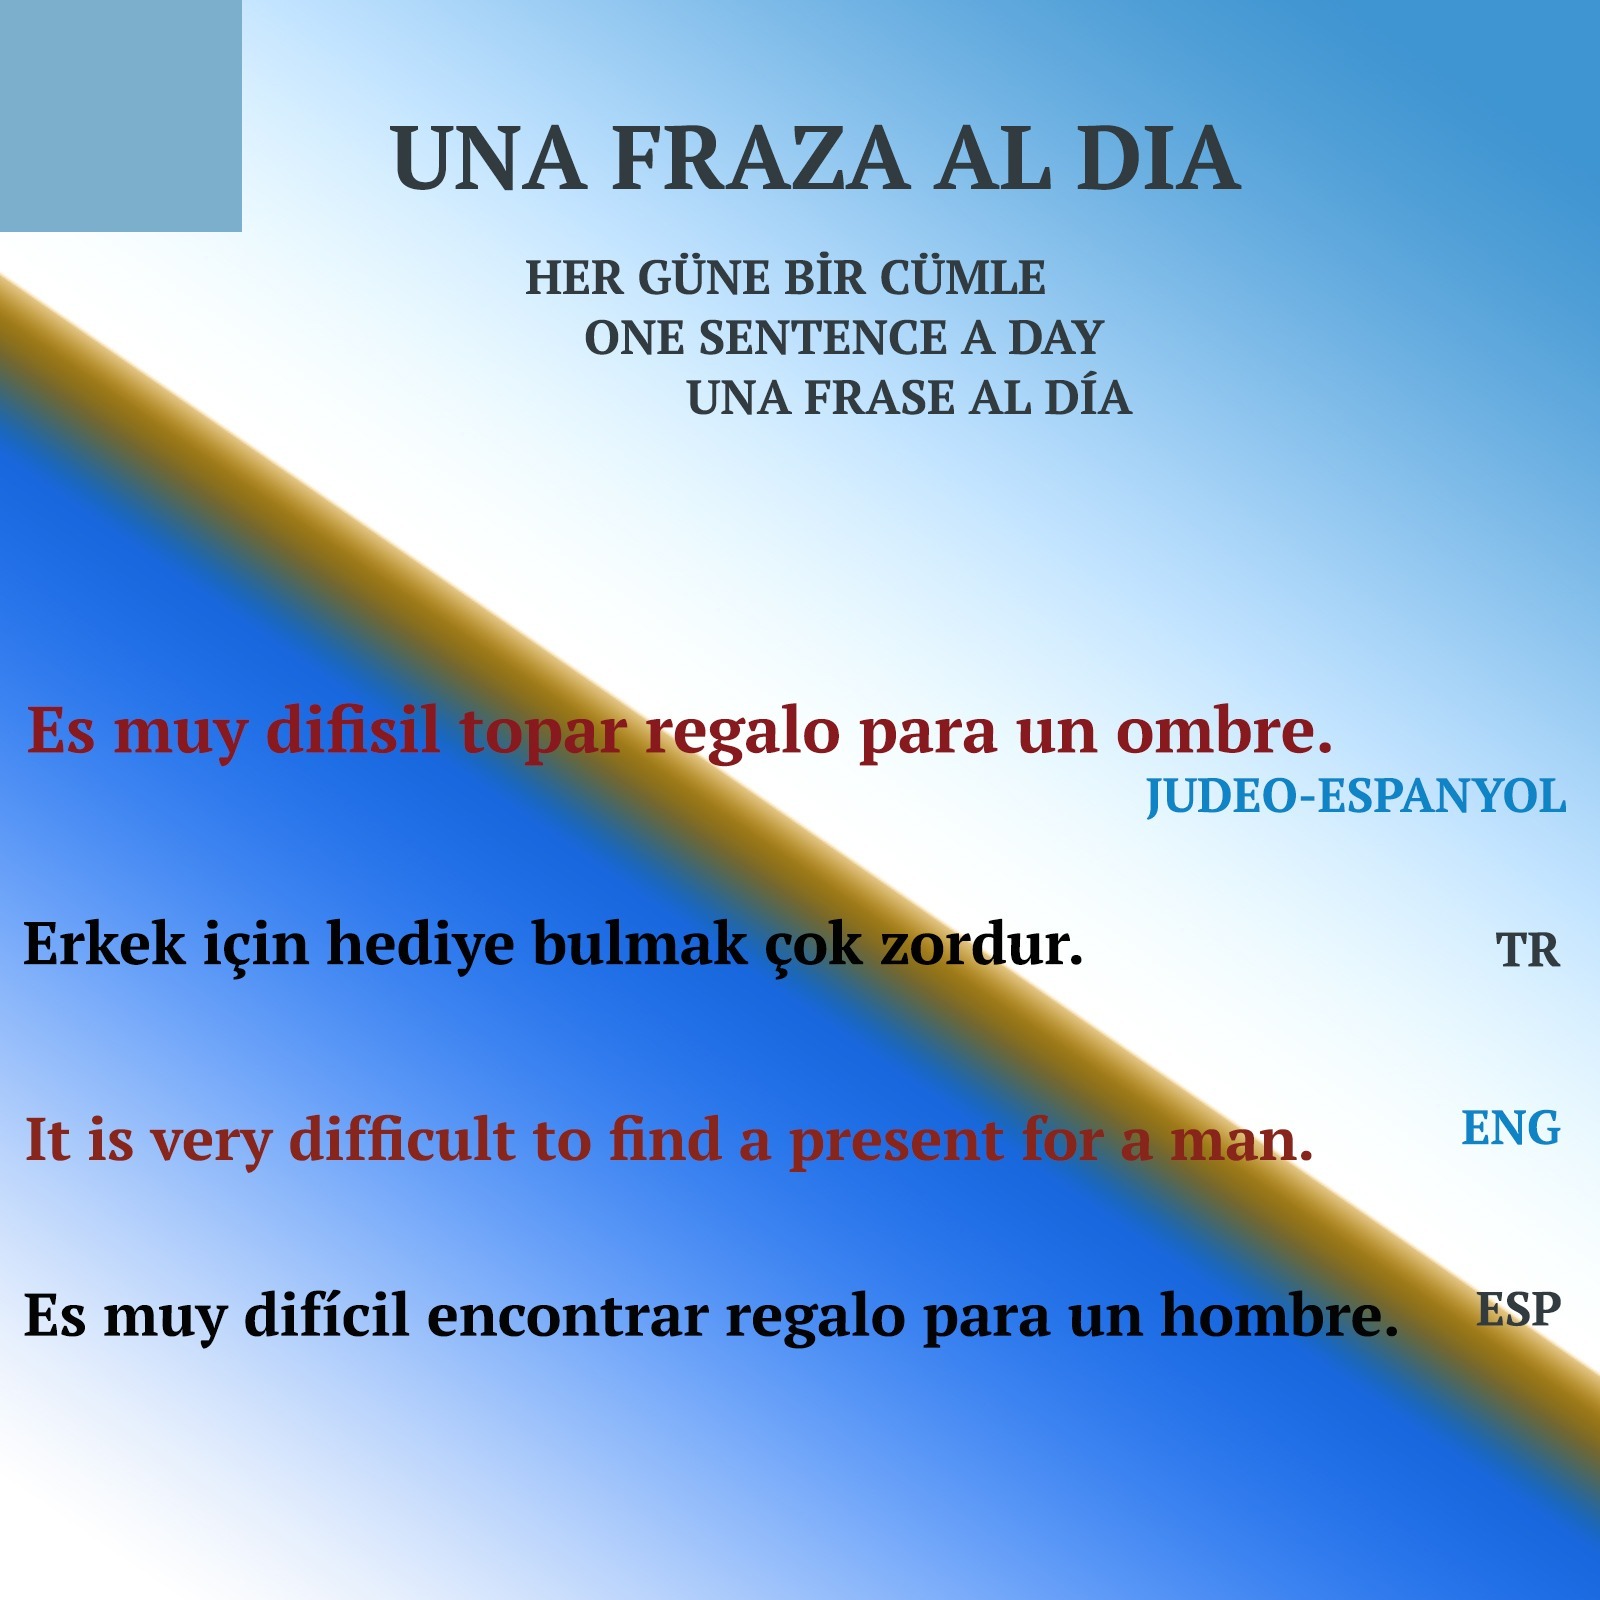 UNA FRAZA AL DIA
HER GÜNE BİR CÜMLE
ONE SENTENCE A DAY
UNA FRASE AL DÍA
Es muy difisil topar regalo para un ombre.
JUDEO-ESPANYOL
Erkek için hediye bulmak çok zordur.
TR
It is very difficult to find a present for a man.
ENG
Es muy difícil encontrar regalo para un hombre.
ESP